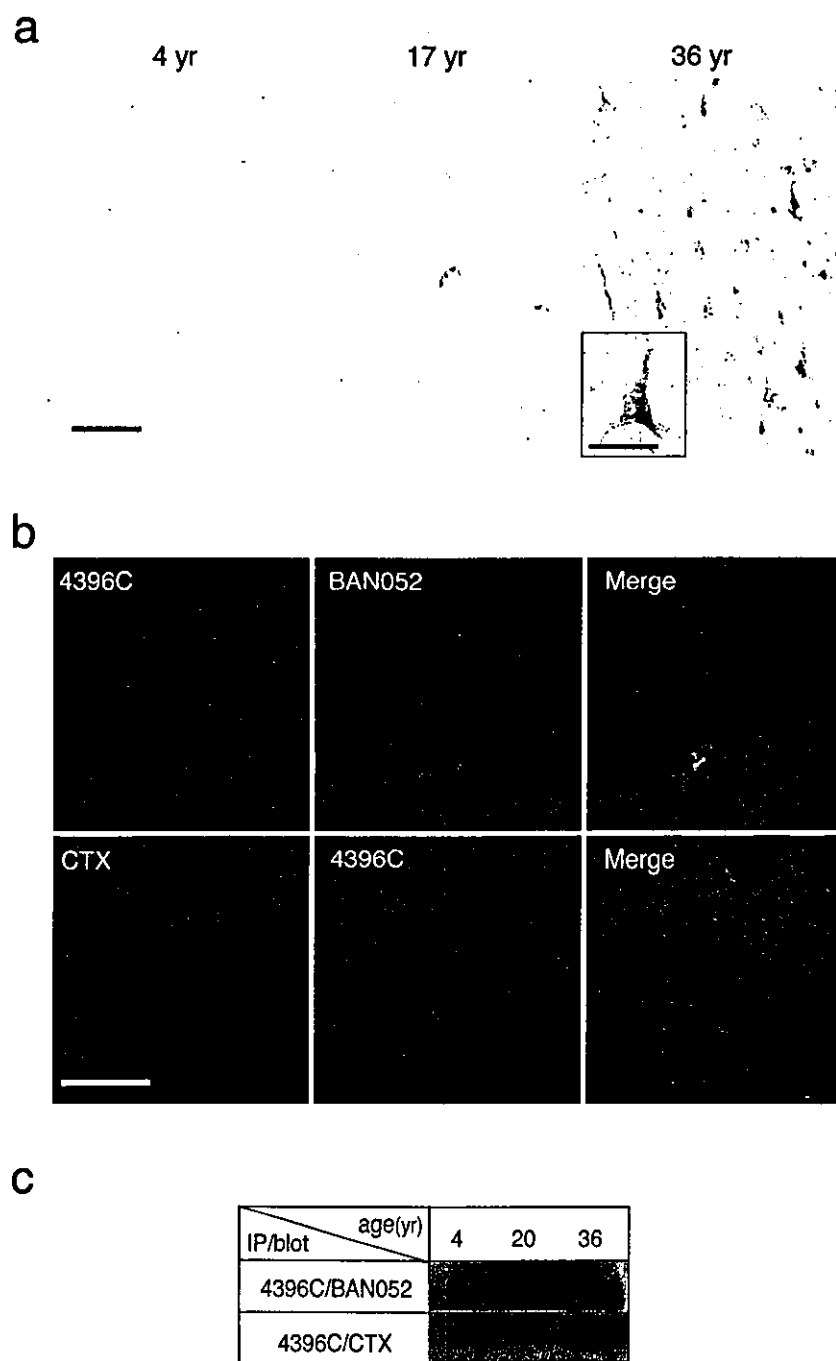 a
4 yr 17 yr 36 yr
b
4396C BAN052 Merge
CTX 4396C Merge
c
age(yr)
IP/blot 4 20 36
4396C/BAN052
4396C/CTX